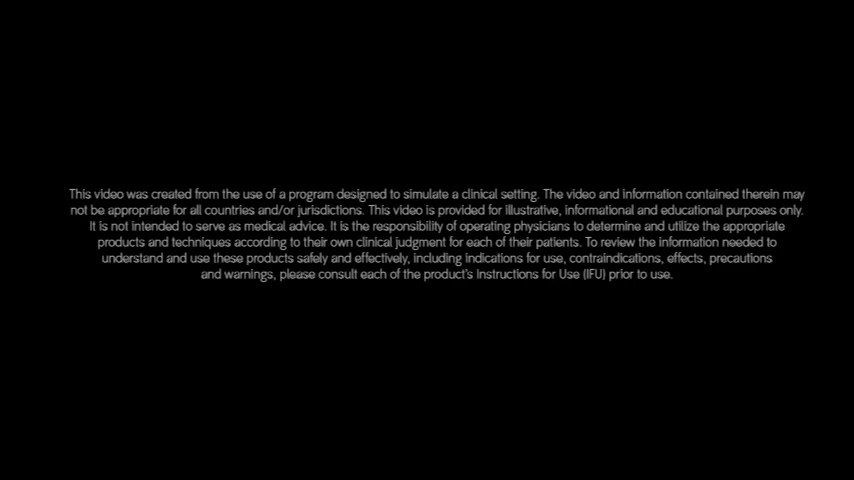 This video was created from the use of a program designed to simulate a clinical setting. The video and information contained therein may
not be appropriate for all countries and/or jurisdictions. This video is provided for illustrative, informational and educational purposes only.
It is not intended to serve as medical advice. It is the responsibility of operating physicians to determine and utilize the appropriate
products and techniques according to their own clinical judgment for each of their patients. To review the information needed to
understand and use these products safely and effectively, including indications for use, contraindications, effects, precautions
and warnings, please consult each of the product's Instructions for Use (IFU) prior to use.